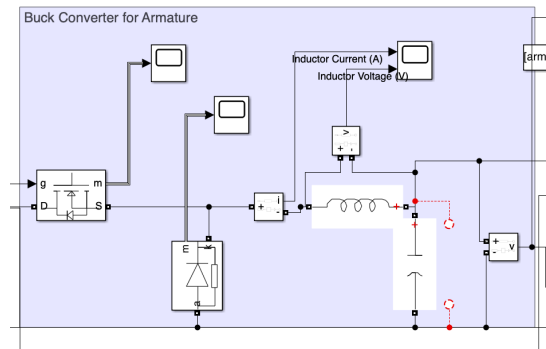 Buck Converter for Armature
Inductor Current (A)
Inductor Voltage (V)
[arm
v
+ -
g m
D S
i
+
-
+
+
m
k
a
+
-
v